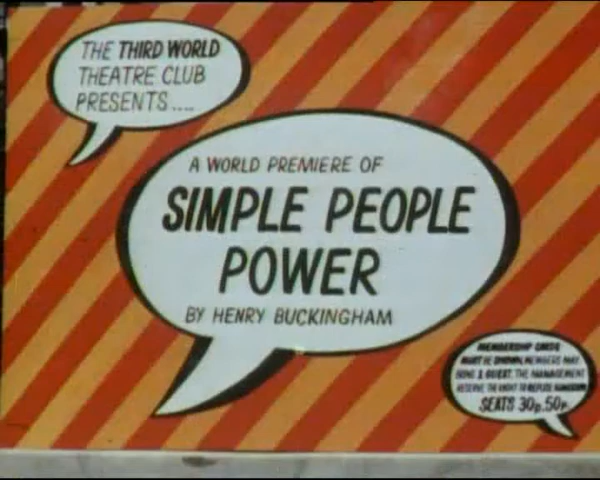 THE THIRD WORLD
THEATRE CLUB
PRESENTS....
A WORLD PREMIERE OF
SIMPLE PEOPLE
POWER
BY HENRY BUCKINGHAM
MEMBERSHIP CARDS
MUST BE SHOWN, MEMBERS MAY
BRING 1 GUEST. THE MANAGEMENT
RESERVE THE RIGHT TO REFUSE
SEATS 30p, 50p